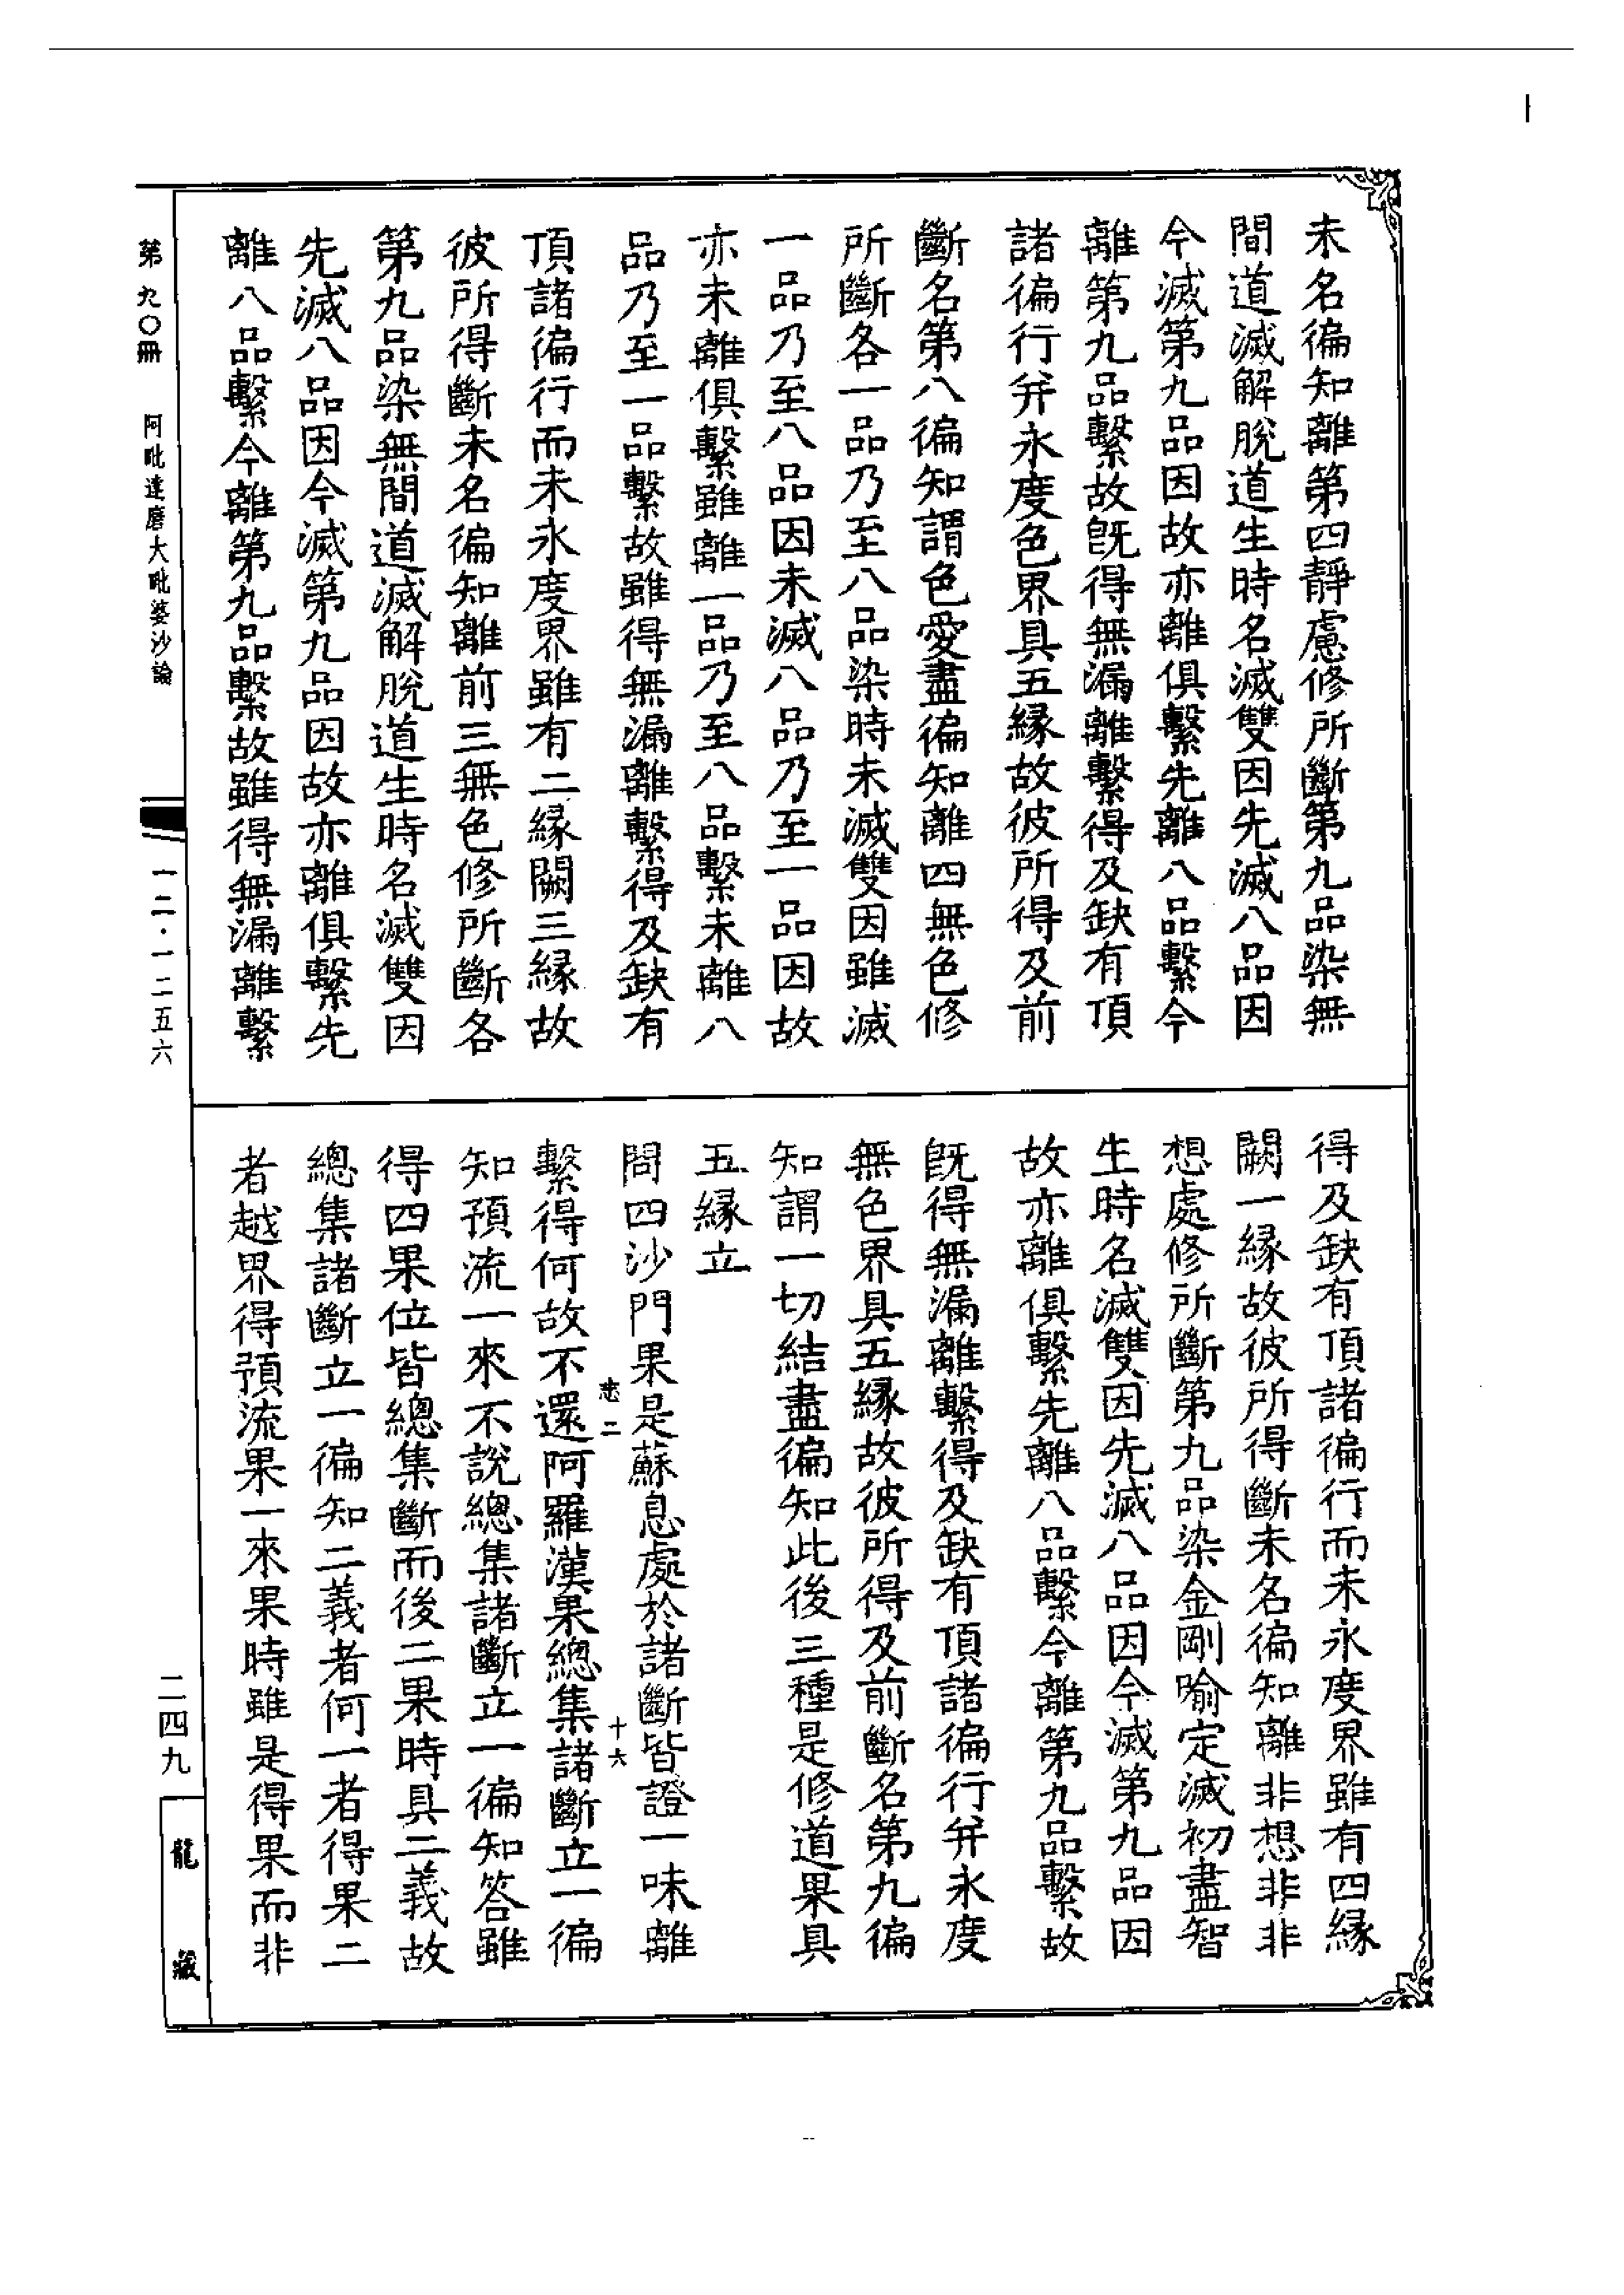 未名徧知離第四靜慮修所斷第九品染無
間道滅解脫道生時名滅雙因先滅八品因
今滅第九品因故亦離俱繫先離八品繫今
離第九品繫故旣得無漏離繫得及缺有頂
諸徧行并永度色界具五緣故彼所得及前
斷名第八徧知謂色愛盡徧知離四無色修
所斷各一品乃至八品染時未滅雙因雖滅
一品乃至八品因未滅八品乃至一品因故
亦未離俱繫雖離一品乃至八品繫未離八
品乃至一品繫故雖得無漏離繫得及缺有
頂諸徧行而未永度界雖有二緣闕三緣故
彼所得斷未名徧知離前三無色修所斷各
第九品染無間道滅解脫道生時名滅雙因
先滅八品因今滅第九品因故亦離俱繫先
離八品繫今離第九品繫故雖得無漏離繫
得及缺有頂諸徧行而未永度界雖有四緣
闕一緣故彼所得斷未名徧知離非想非非
想處修所斷第九品染金剛喻定滅初盡智
生時名滅雙因先滅八品因今滅第九品因
故亦離俱繫先離八品繫今離第九品繫故
旣得無漏離繫得及缺有頂諸徧行并永度
無色界具五緣故彼所得及前斷名第九徧
知謂一切結盡徧知此後三種是修道果具
五緣立
問四沙門果是蘇息處於諸斷皆證一味離
繫得何故不還阿羅漢果總集諸斷立一徧
知預流一來不說總集諸斷立一徧知答雖
得四果位皆總集斷而後二果時具二義故
總集諸斷立一徧知二義者何一者得果二
者越界得預流果一來果時雖是得果而非
二 十六
第九〇冊 阿毗達磨大毗婆沙論
一二·一二五六
二四九
龍藏